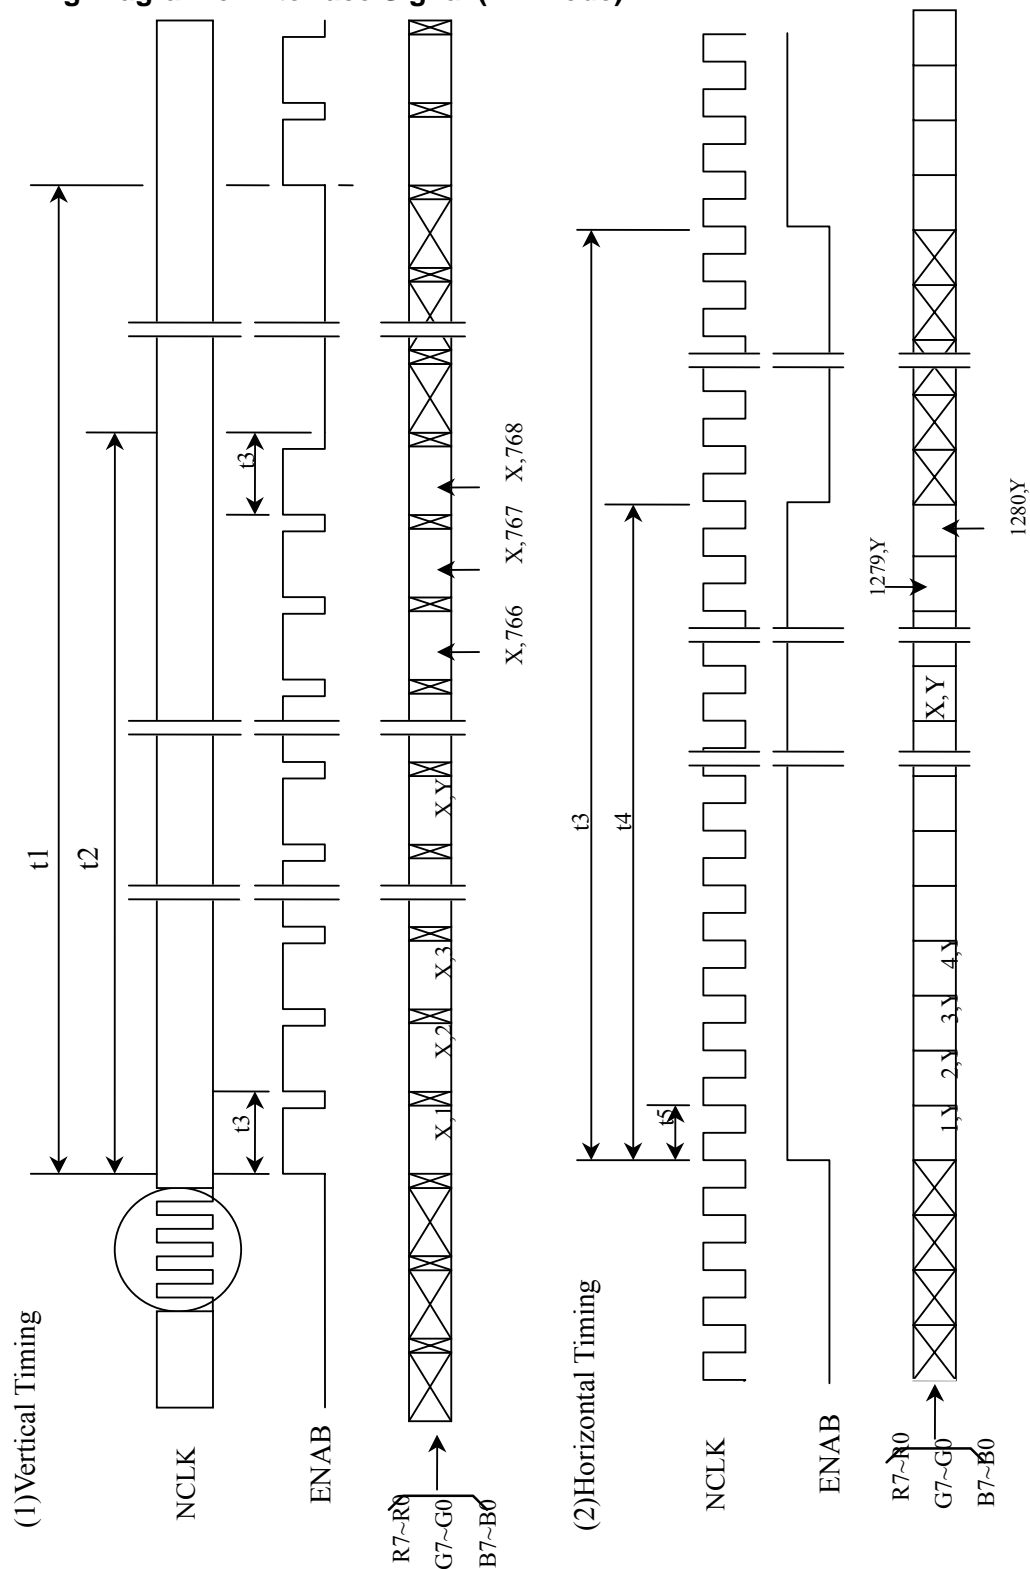 (1)Vertical Timing
t1
t2
t3
t3
NCLK
ENAB
R7~R0
G7~G0
B7~B0
X,1
X,2
X,3
X,Y
X,766
X,767
X,768
(2)Horizontal Timing
t3
t4
t5
NCLK
ENAB
R7~R0
G7~G0
B7~B0
1,Y
2,Y
3,Y
4,Y
X,Y
1279,Y
1280,Y